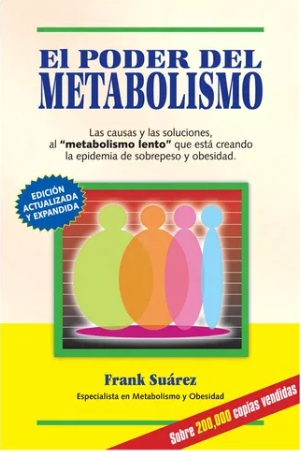 El PODER DEL
METABOLISMO
Las causas y las soluciones,
al “metabolismo lento” que está creando
la epidemia de sobrepeso y obesidad.
EDICIÓN
ACTUALIZADA
Y EXPANDIDA
Frank Suárez
Especialista en Metabolismo y Obesidad
Sobre 200,000 copias vendidas